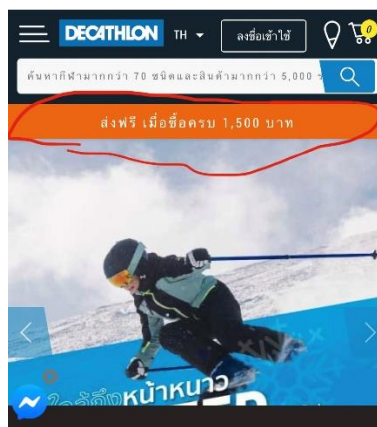 DECATHLON TH ลงชื่อเข้าใช้ 0
ค้นหากีฬามากกว่า 70 ชนิดและสินค้ามากกว่า 5,000
ส่งฟรี เมื่อซื้อครบ 1,500 บาท
หน้าหนาว